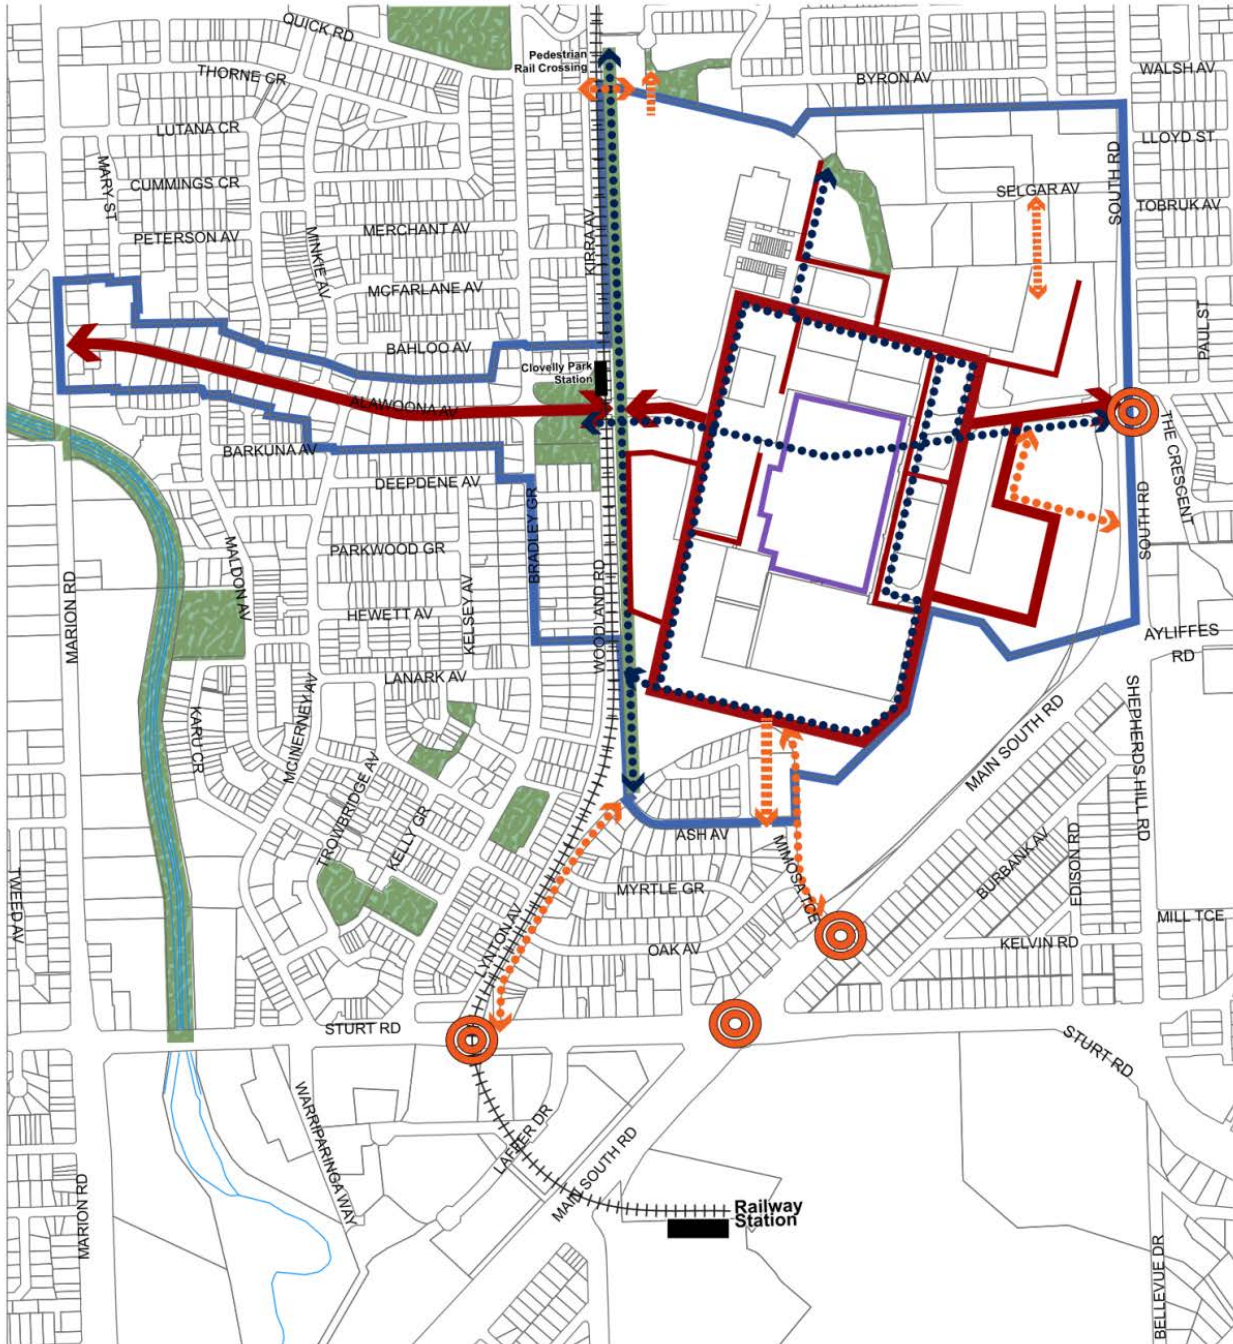 QUICK RD
Pedestrian
Rail Crossing
THORNE CR
BYRON AV
WALSH AV
LUTANA CR
LLOYD ST
MARY ST
CUMMINGS CR
SOUTH RD
SELGAR AV
TOBRUK AV
PETERSON AV
MINKIE AV
MERCHANT AV
KIRRA AV
MCFARLANE AV
PAUL ST
BAHLOO AV
Clovelly Park
Station
ALAWOONA AV
THE CRESCENT
BARKUNA AV
DEEPDENE AV
SOUTH RD
BRADLEY GR
PARKWOOD GR
MALDON AV
MARION RD
HEWETT AV
KELSEY AV
WOODLAND RD
AYLIFFES
RD
LANARK AV
KARU CR
MCINERNEY AV
SHEPHERDS HILL RD
MAIN SOUTH RD
TROWBRIDGE AV
KELLY GR
ASH AV
MIMOSA TCE
BURBANK AV
EDISON RD
TWEED AV
MYRTLE GR
MILL TCE
LYNTON AV
OAK AV
KELVIN RD
STURT RD
STURT RD
WARRIPARINGA WAY
LAFFER DR
MAIN SOUTH RD
MARION RD
Railway
Station
BELLEVUE DR